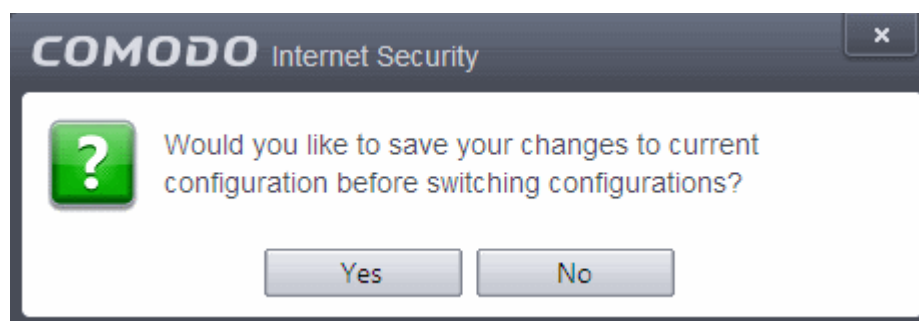 COMODO Internet Security
Would you like to save your changes to current
configuration before switching configurations?
Yes No